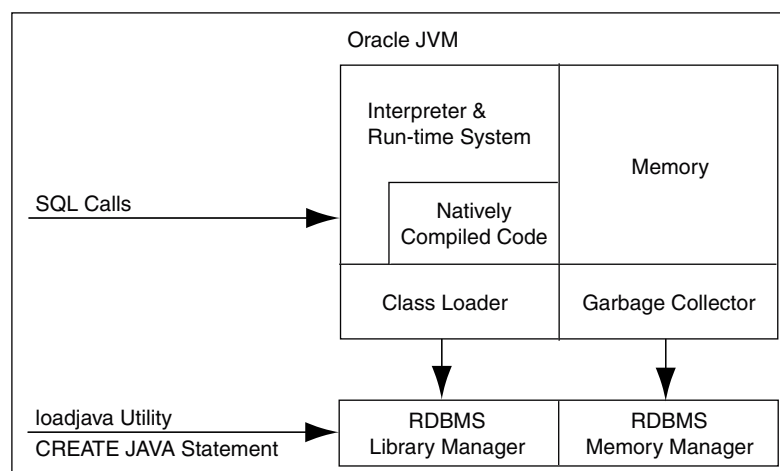 Oracle JVM
Interpreter &
Run-time System
Memory
SQL Calls
Natively
Compiled Code
Class Loader
Garbage Collector
loadjava Utility
CREATE JAVA Statement
RDBMS
Library Manager
RDBMS
Memory Manager